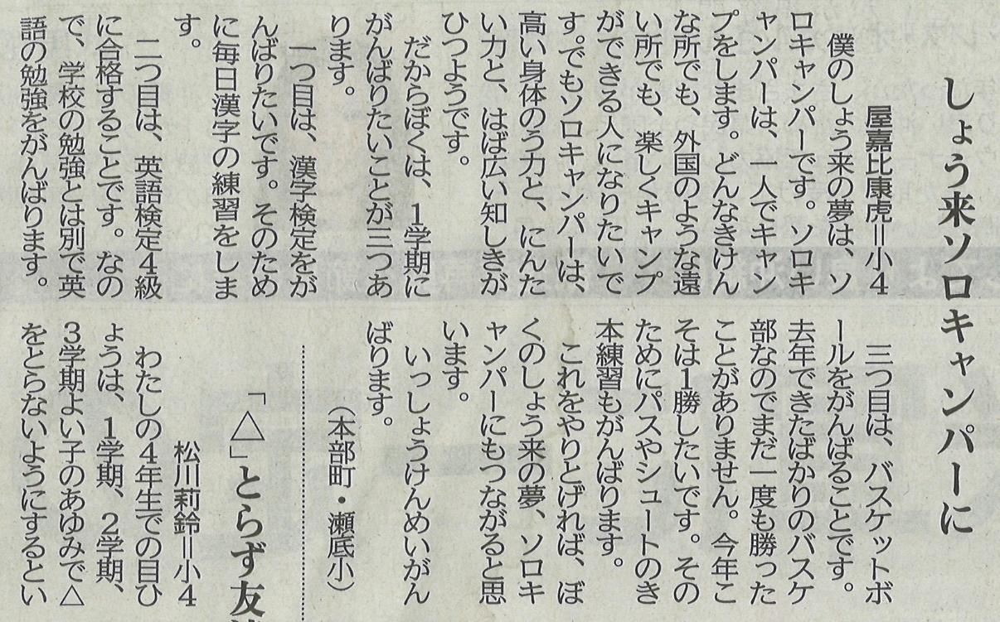 しょう来ソロキャンパーに
屋嘉比康虎＝小4
僕のしょう来の夢は、ソ
ロキャンパーです。ソロキ
ャンパーは、一人でキャン
プをします。どんなきけん
な所でも、外国のような遠
い所でも、楽しくキャンプ
ができる人になりたいで
す。でもソロキャンパーは、
高い身体のう力と、にんた
い力と、はば広い知しきが
ひつようです。
だからぼくは、1学期に
がんばりたいことが三つあ
ります。
一つ目は、漢字検定をが
んばりたいです。そのため
に毎日漢字の練習をしま
す。
二つ目は、英語検定4級
に合格することです。なの
で、学校の勉強とは別で英
語の勉強をがんばります。
三つ目は、バスケットボ
ールをがんばることです。
去年できたばかりのバスケ
部なのでまだ一度も勝った
ことがありません。今年こ
そは1勝したいです。その
ためにパスやシュートのき
本練習もがんばります。
これをやりとげれば、ぼ
くのしょう来の夢、ソロキ
ャンパーにもつながると思
います。
いっしょうけんめいがん
ばります。
（本部町・瀬底小）
「△」とらず友
松川莉鈴＝小4
わたしの4年生での目ひ
ょうは、1学期、2学期、
3学期よい子のあゆみで△
をとらないようにするとい